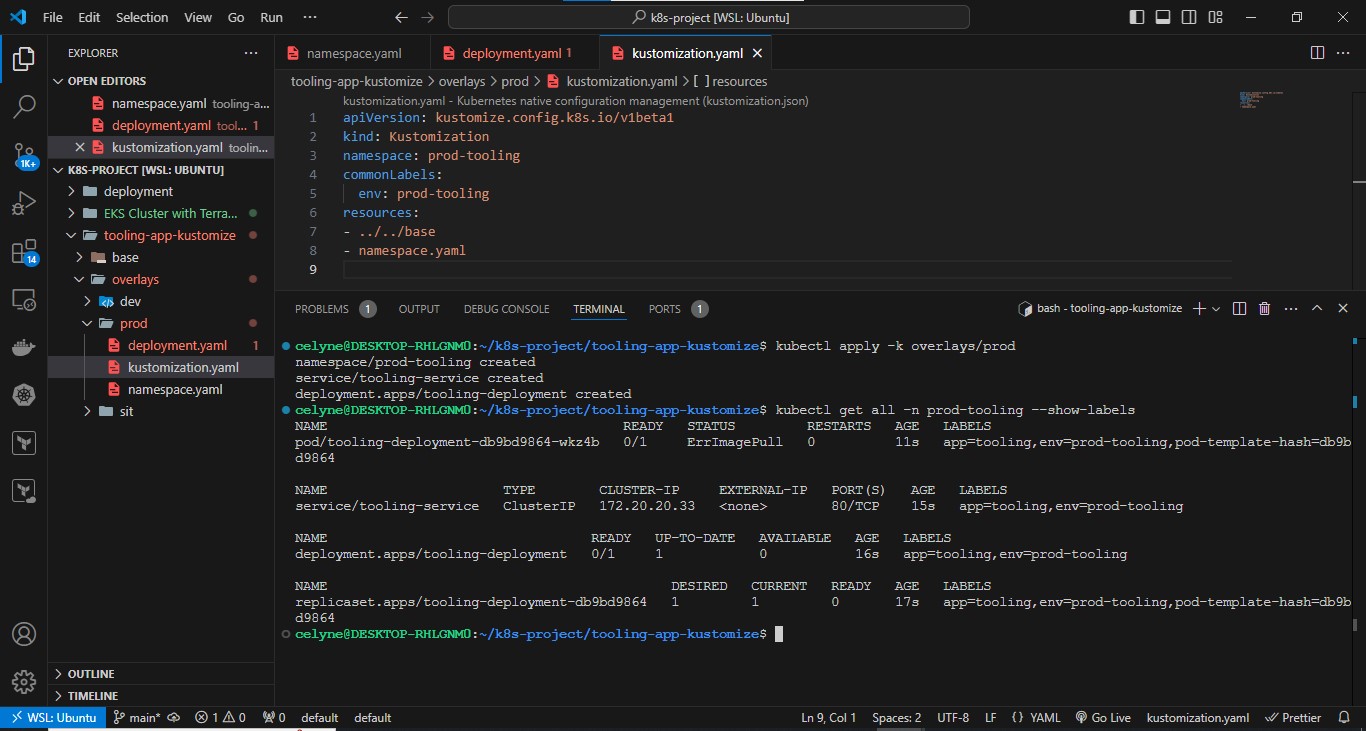 File Edit Selection View Go Run ··· k8s-project [WSL: Ubuntu]
EXPLORER
OPEN EDITORS
namespace.yaml tooling-a...
deployment.yaml tool... 1
kustomization.yaml toolin...
K8S-PROJECT [WSL: UBUNTU]
deployment
EKS Cluster with Terra...
tooling-app-kustomize
base
overlays
dev
prod
deployment.yaml 1
kustomization.yaml
namespace.yaml
sit
OUTLINE
TIMELINE
1K+
14
namespace.yaml deployment.yaml 1 kustomization.yaml
tooling-app-kustomize > overlays > prod > kustomization.yaml > [ ] resources
kustomization.yaml - Kubernetes native configuration management (kustomization.json)
1 apiVersion: kustomize.config.k8s.io/v1beta1
2 kind: Kustomization
3 namespace: prod-tooling
4 commonLabels:
5 env: prod-tooling
6 resources:
7 - ../../base
8 - namespace.yaml
9
PROBLEMS 1 OUTPUT DEBUG CONSOLE TERMINAL PORTS 1 bash - tooling-app-kustomize
celyne@DESKTOP-RHLGNM0:~/k8s-project/tooling-app-kustomize$ kubectl apply -k overlays/prod
namespace/prod-tooling created
service/tooling-service created
deployment.apps/tooling-deployment created
celyne@DESKTOP-RHLGNM0:~/k8s-project/tooling-app-kustomize$ kubectl get all -n prod-tooling --show-labels
NAME READY STATUS RESTARTS AGE LABELS
pod/tooling-deployment-db9bd9864-wkz4b 0/1 ErrImagePull 0 11s app=tooling,env=prod-tooling,pod-template-hash=db9b
d9864
NAME TYPE CLUSTER-IP EXTERNAL-IP PORT(S) AGE LABELS
service/tooling-service ClusterIP 172.20.20.33 <none> 80/TCP 15s app=tooling,env=prod-tooling
NAME READY UP-TO-DATE AVAILABLE AGE LABELS
deployment.apps/tooling-deployment 0/1 1 0 16s app=tooling,env=prod-tooling
NAME DESIRED CURRENT READY AGE LABELS
replicaset.apps/tooling-deployment-db9bd9864 1 1 0 17s app=tooling,env=prod-tooling,pod-template-hash=db9b
d9864
celyne@DESKTOP-RHLGNM0:~/k8s-project/tooling-app-kustomize$
WSL: Ubuntu main* 1 0 0 default default Ln 9, Col 1 Spaces: 2 UTF-8 LF {} YAML Go Live kustomization.yaml Prettier